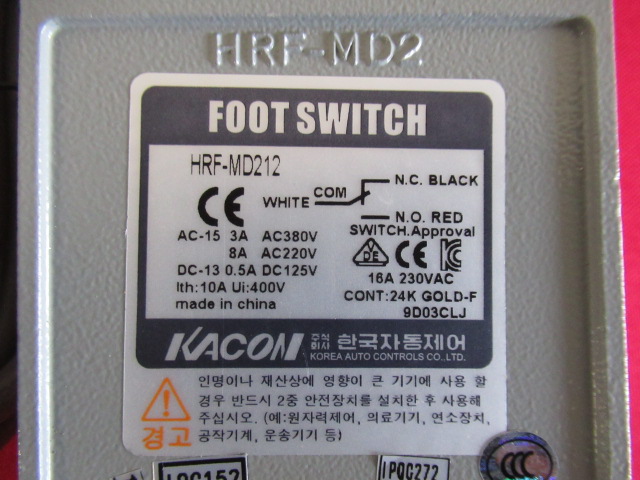 HRF-MD2
FOOT SWITCH
HRF-MD212
N.C. BLACK
WHITE COM
N.O. RED
SWITCH.Approval
CE
AC-15 3A AC380V
8A AC220V
DC-13 0.5A DC125V
Ith:10A Ui:400V
made in china
DE CE
16A 230VAC
CONT:24K GOLD-F
9D03CLJ
KACON 주식회사 한국자동제어
KOREA AUTO CONTROLS CO.,LTD.
경고
인명이나 재산상에 영향이 큰 기기에 사용 할
경우 반드시 2중 안전장치를 설치한 후 사용해
주십시오. (예:원자력제어, 의료기기, 연소장치,
공작기계, 운송기기 등)
IPQC272
CCC